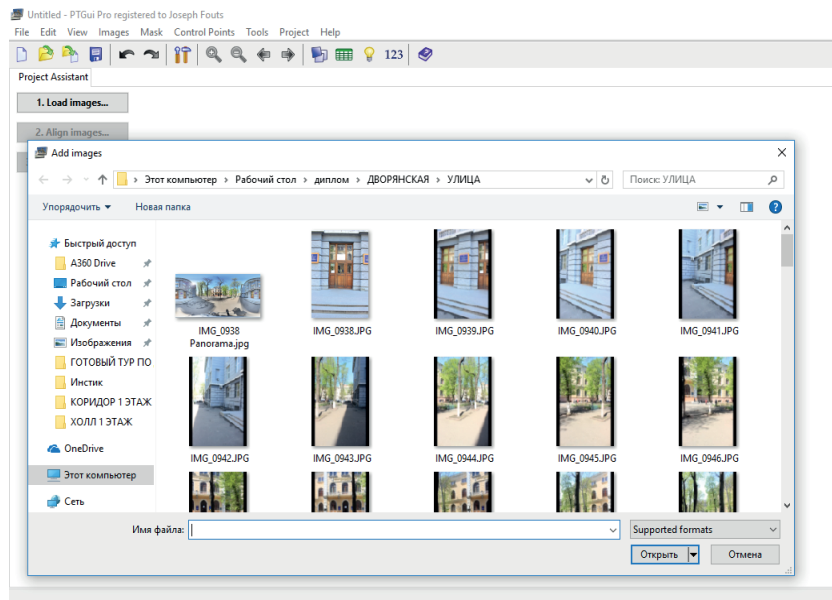 Untitled - PTGui Pro registered to Joseph Fouts
File Edit View Images Mask Control Points Tools Project Help
123
Project Assistant
1. Load images...
2. Align images...
Add images
Этот компьютер › Рабочий стол › диплом › ДВОРЯНСКАЯ › УЛИЦА
Поиск: УЛИЦА
Упорядочить
Новая папка
Быстрый доступ
A360 Drive
Рабочий стол
Загрузки
Документы
Изображения
ГОТОВЫЙ ТУР ПО
Инстик
КОРИДОР 1 ЭТАЖ
ХОЛЛ 1 ЭТАЖ
OneDrive
Этот компьютер
Сеть
IMG_0938
Panorama.jpg
IMG_0938.JPG
IMG_0939.JPG
IMG_0940.JPG
IMG_0941.JPG
IMG_0942.JPG
IMG_0943.JPG
IMG_0944.JPG
IMG_0945.JPG
IMG_0946.JPG
Имя файла:
Supported formats
Открыть
Отмена